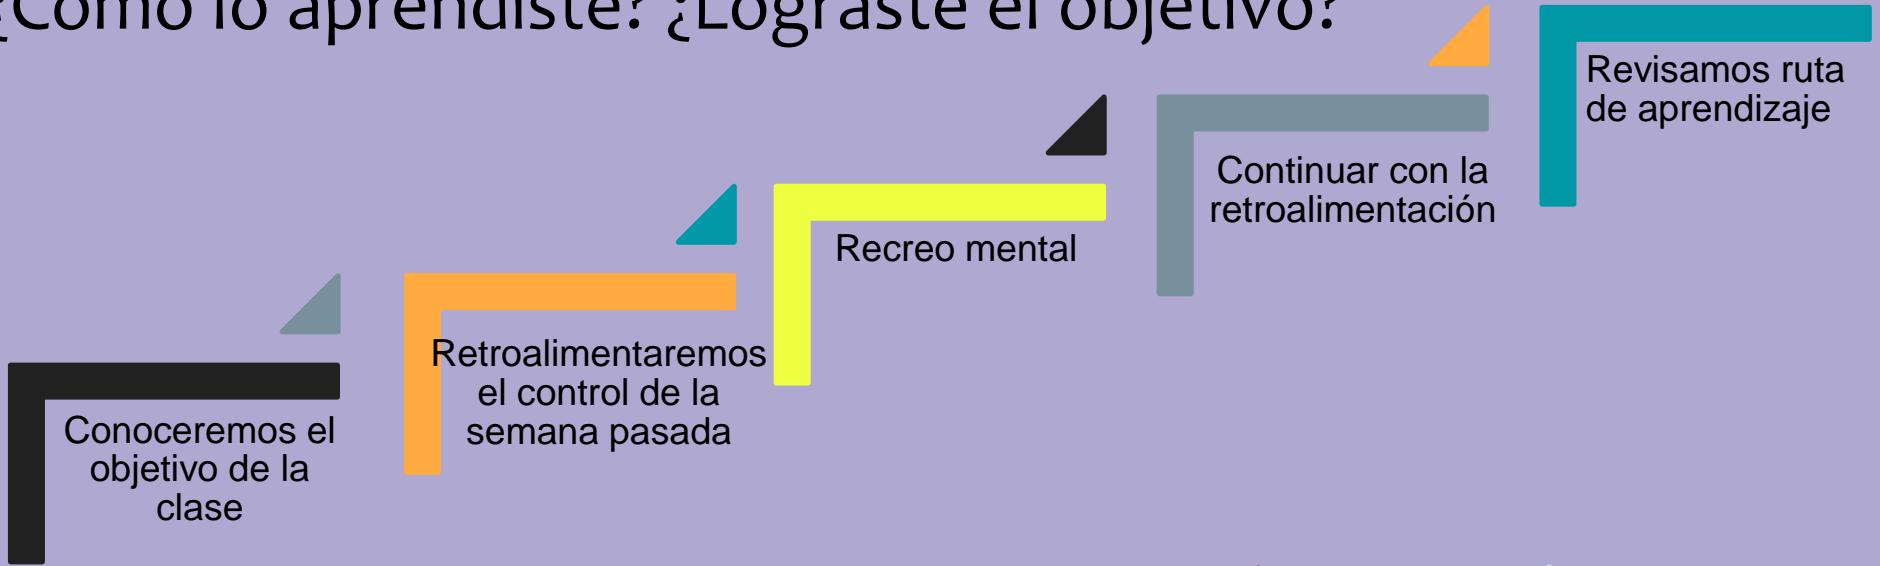 ¿Cómo lo aprendiste? ¿Lograste el objetivo?
Conoceremos el
objetivo de la
clase
Retroalimentaremos
el control de la
semana pasada
Recreo mental
Continuar con la
retroalimentación
Revisamos ruta
de aprendizaje